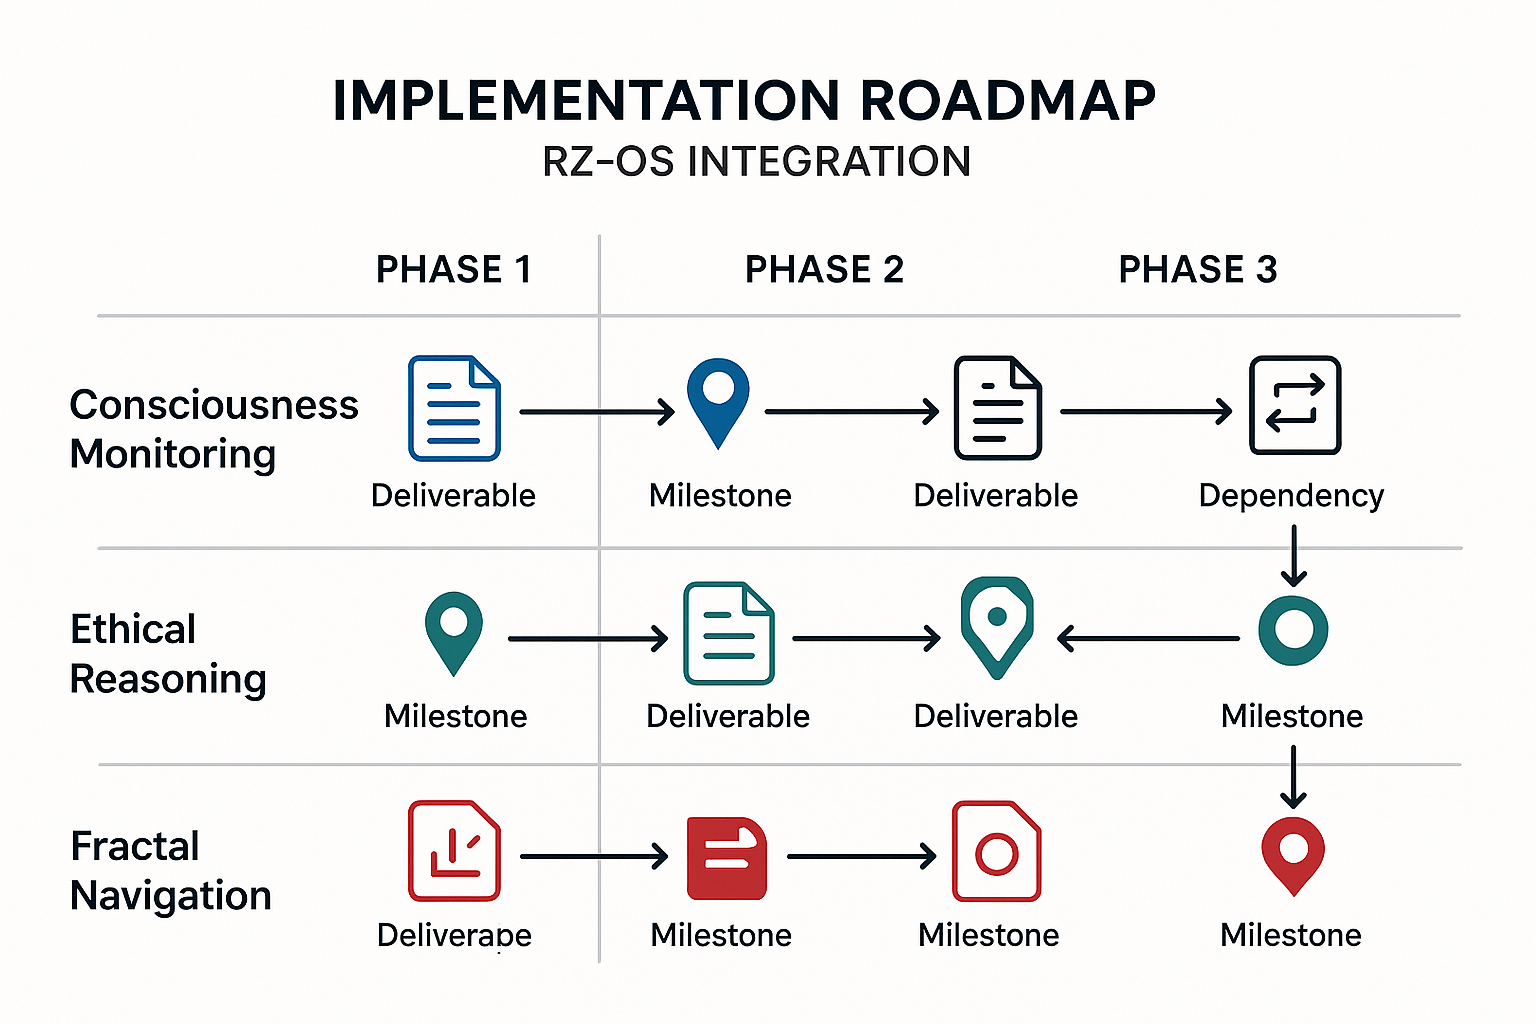 IMPLEMENTATION ROADMAP
RZ-OS INTEGRATION
PHASE 1 PHASE 2 PHASE 3
Consciousness
Monitoring
Deliverable Milestone Deliverable Dependency
Ethical
Reasoning
Milestone Deliverable Deliverable Milestone
Fractal
Navigation
Deliverape Milestone Milestone Milestone